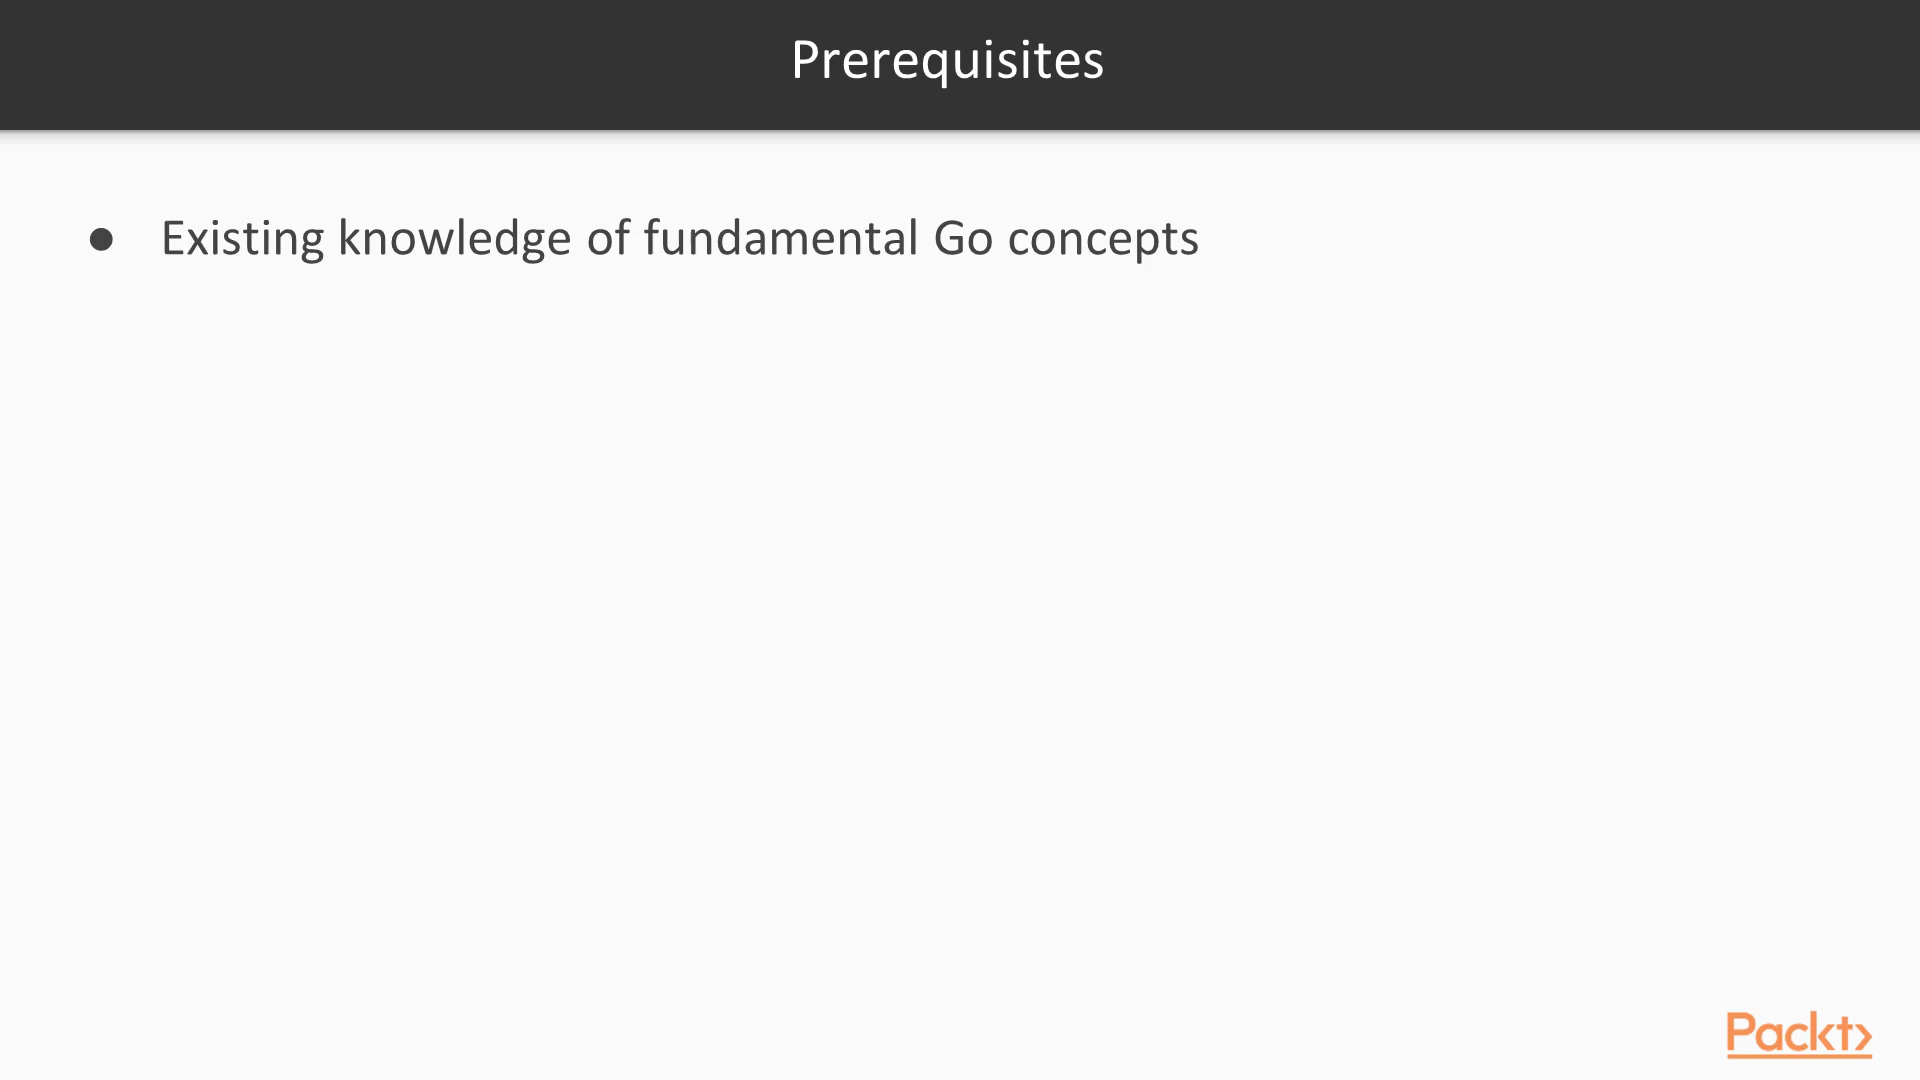 Prerequisites
● Existing knowledge of fundamental Go concepts
Packt>